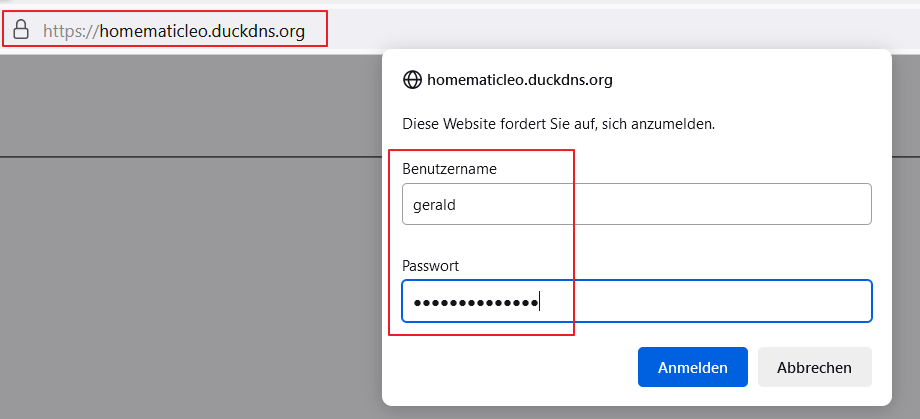 https://homematicleo.duckdns.org
homematicleo.duckdns.org
Diese Website fordert Sie auf, sich anzumelden.
Benutzername
gerald
Passwort
●●●●●●●●●●●●●●
Anmelden
Abbrechen